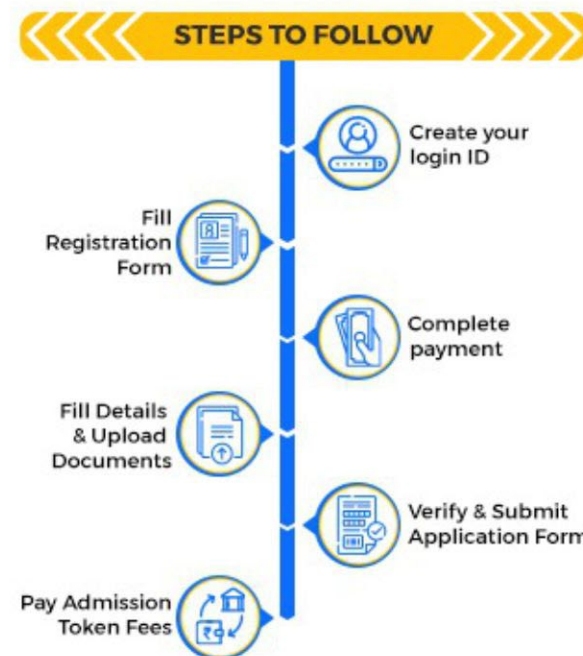 STEPS TO FOLLOW
Create your
login ID
Fill
Registration
Form
Complete
payment
Fill Details
& Upload
Documents
Verify & Submit
Application Form
Pay Admission
Token Fees
₹